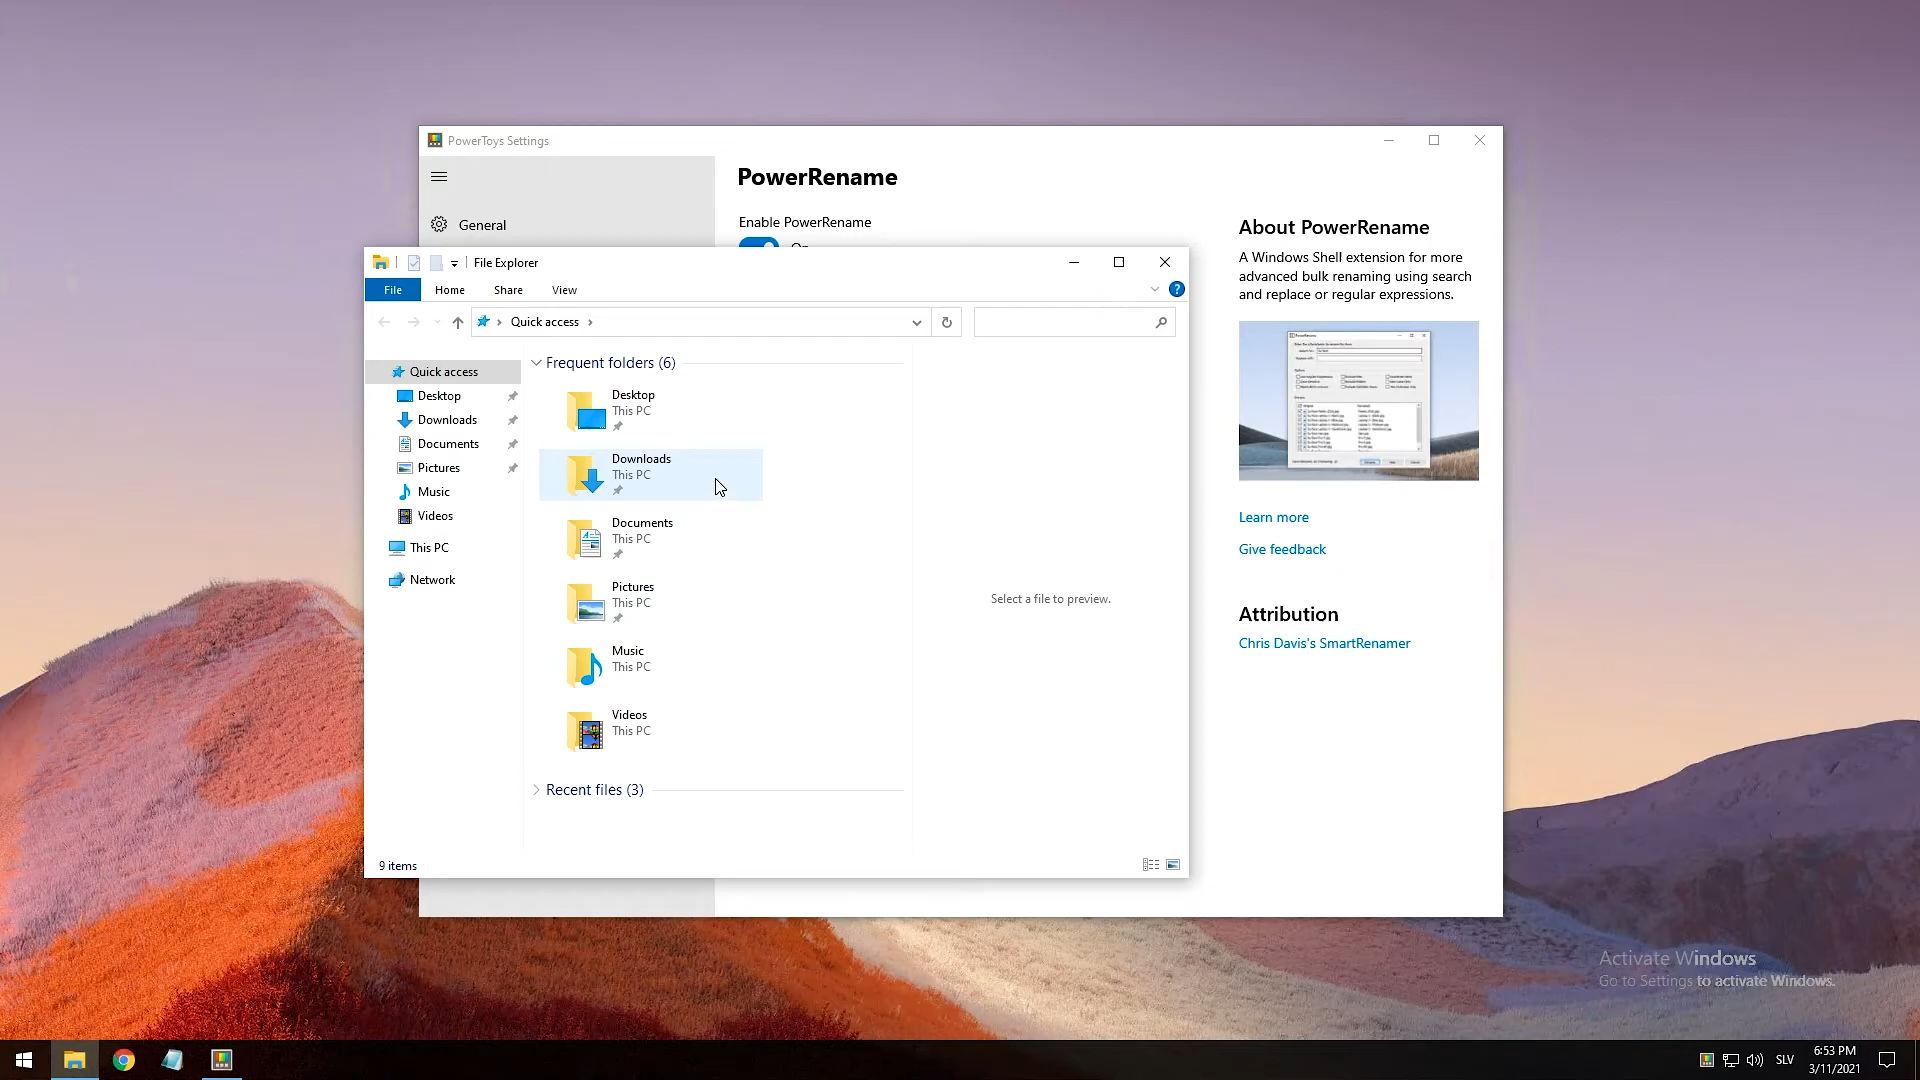 PowerToys Settings
PowerRename
General
Enable PowerRename
About PowerRename
A Windows Shell extension for more
advanced bulk renaming using search
and replace or regular expressions.
Learn more
Give feedback
Attribution
Chris Davis's SmartRenamer
File Explorer
File
Home
Share
View
Quick access
Quick access
Desktop
Downloads
Documents
Pictures
Music
Videos
This PC
Network
Frequent folders (6)
Desktop
This PC
Downloads
This PC
Documents
This PC
Pictures
This PC
Music
This PC
Videos
This PC
Recent files (3)
Select a file to preview.
9 items
Activate Windows
Go to Settings to activate Windows.
SLV
6:53 PM
3/11/2021